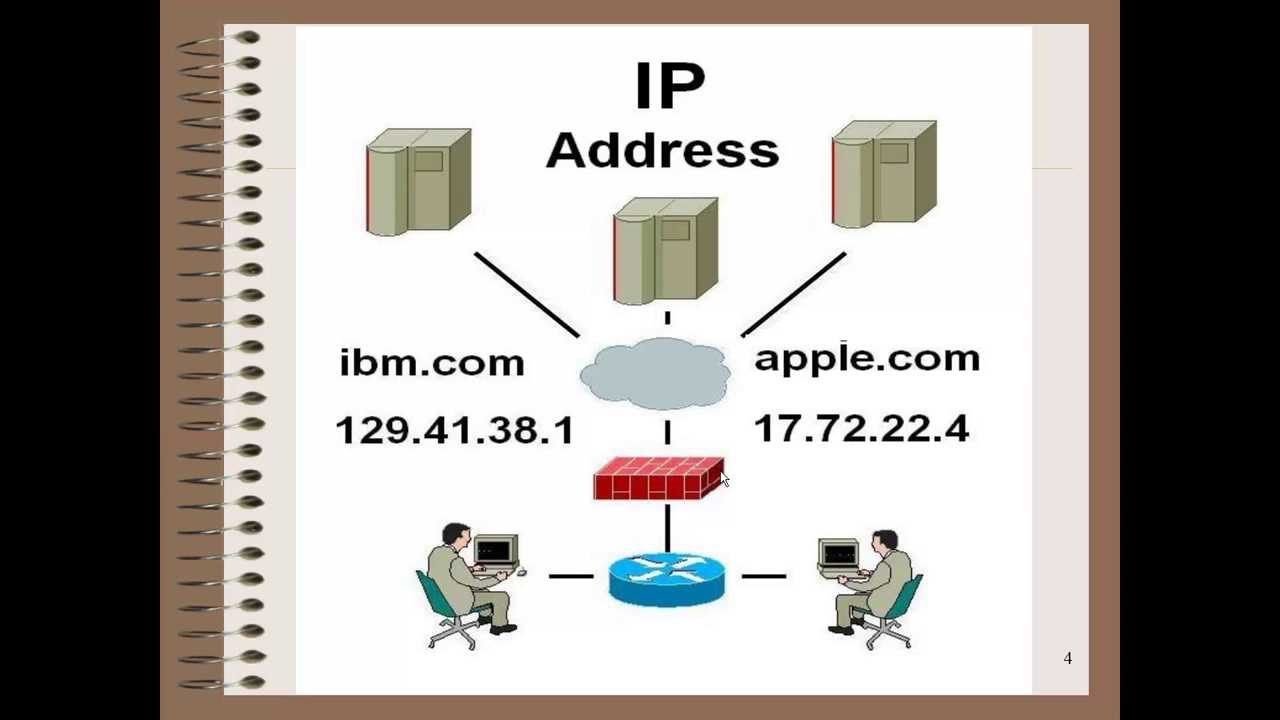 IP
Address
ibm.com
apple.com
129.41.38.1
17.72.22.4
4